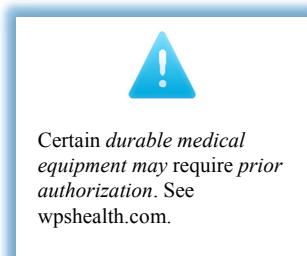 Certain durable medical
equipment may require prior
authorization. See
wpshealth.com.